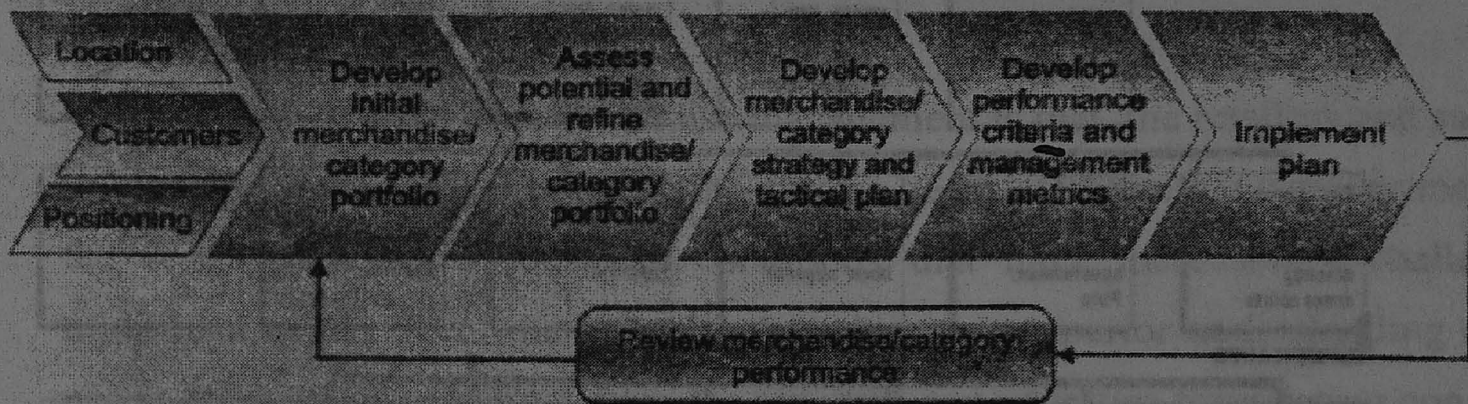 Location
Customers
Positioning
Develop
initial
merchandise/
category
portfolio
Assess
potential and
refine
merchandise/
category
portfolio
Develop
merchandise/
category
strategy and
tactical plan
Develop
performance
criteria and
management
metrics
Implement
plan
Review merchandise/category
performance